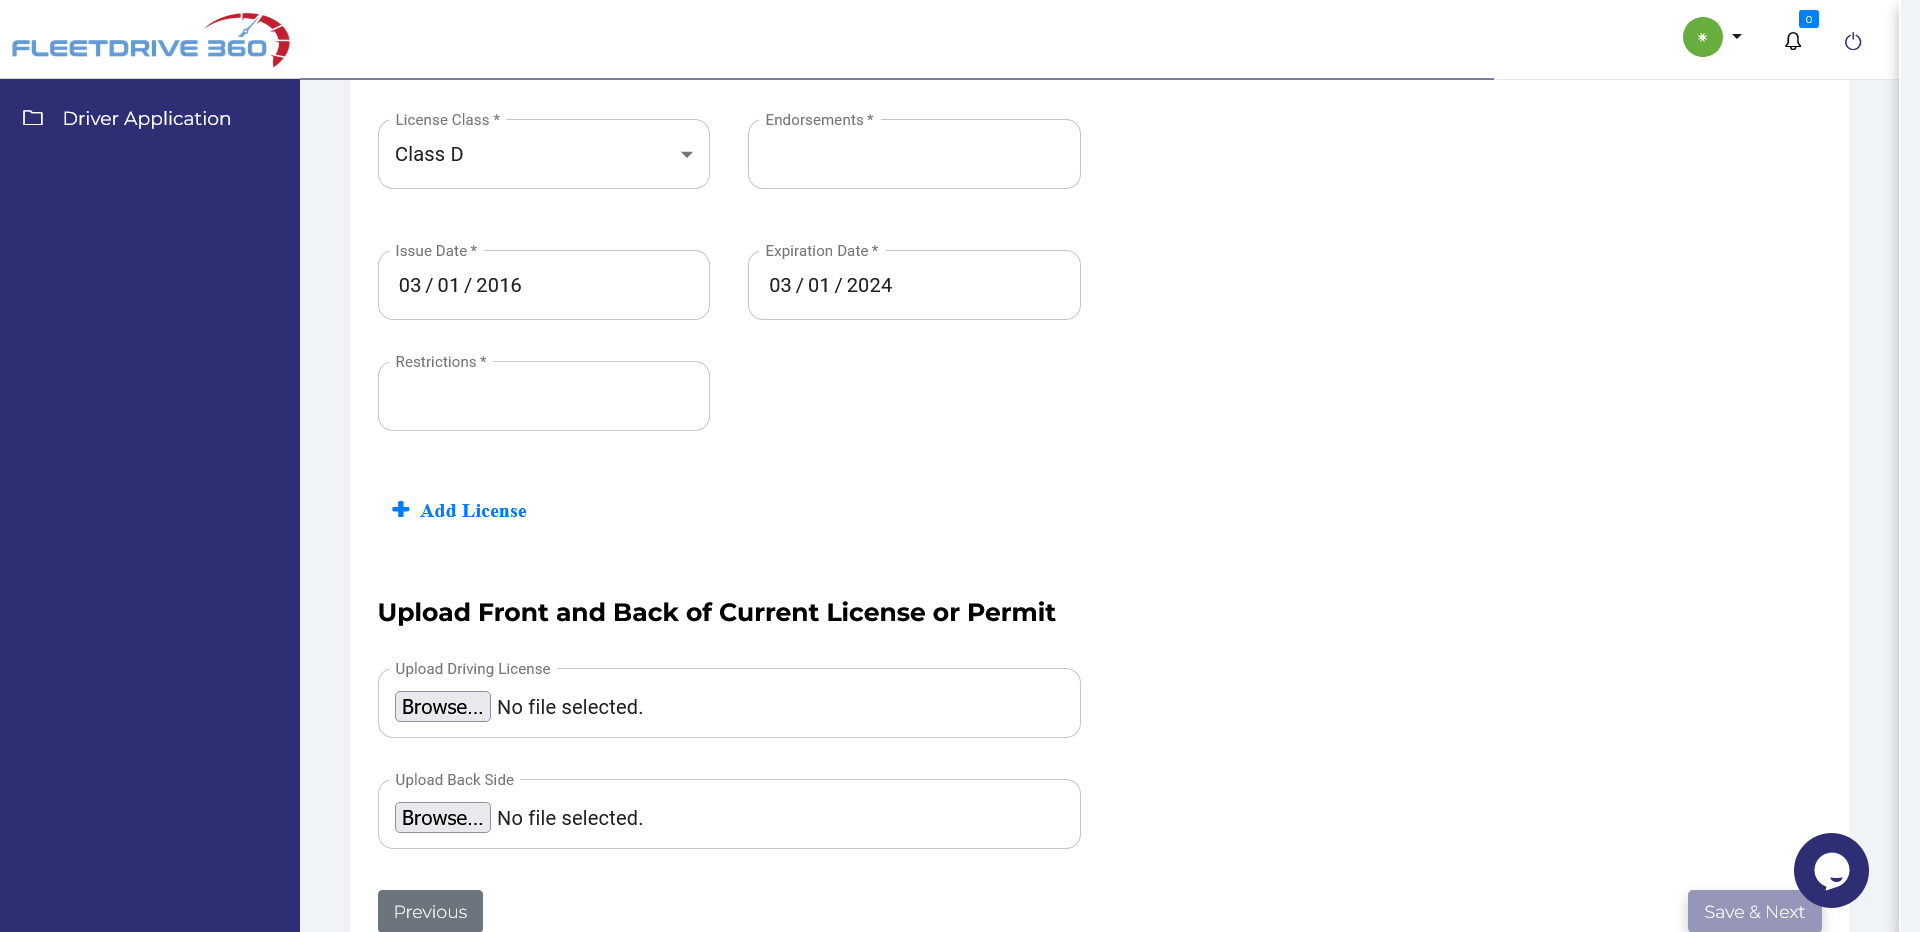 FLEETDRIVE 360
0
Driver Application
License Class *
Class D
Endorsements *
Issue Date *
03 / 01 / 2016
Expiration Date *
03 / 01 / 2024
Restrictions *
Add License
Upload Front and Back of Current License or Permit
Upload Driving License
Browse... No file selected.
Upload Back Side
Browse... No file selected.
Previous
Save & Next